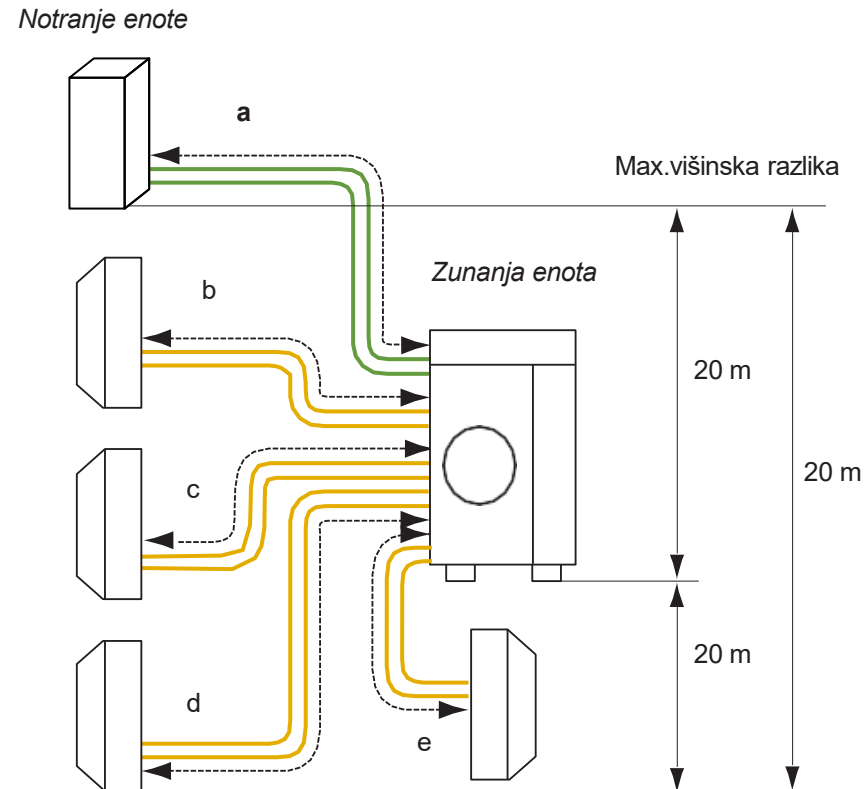 Notranje enote
a
Max.višinska razlika
b
Zunanja enota
20 m
20 m
c
20 m
d
e